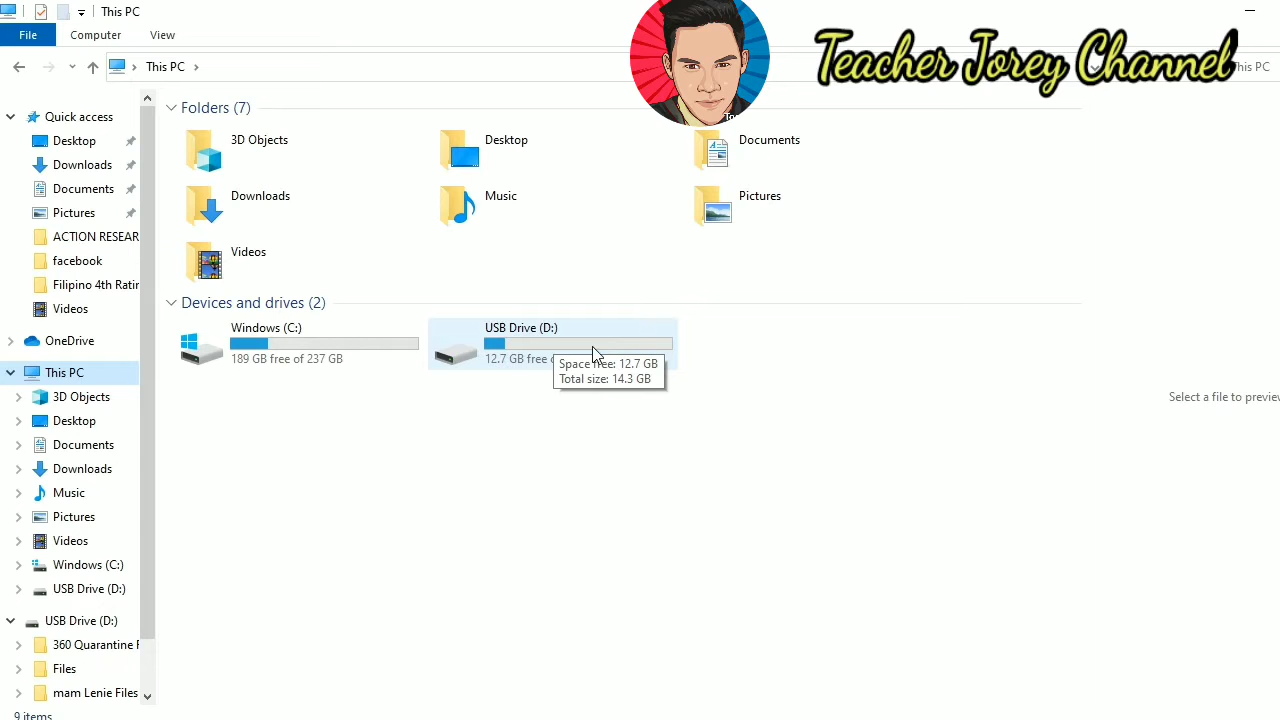 This PC
File
Computer
View
This PC
Teacher Jorey Channel
This PC
Quick access
Desktop
Downloads
Documents
Pictures
ACTION RESEAR
facebook
Filipino 4th Ratir
Videos
OneDrive
This PC
3D Objects
Desktop
Documents
Downloads
Music
Pictures
Videos
Windows (C:)
USB Drive (D:)
USB Drive (D:)
360 Quarantine F
Files
mam Lenie Files
9 items
Folders (7)
3D Objects
Desktop
Documents
Downloads
Music
Pictures
Videos
Devices and drives (2)
Windows (C:)
189 GB free of 237 GB
USB Drive (D:)
12.7 GB free
Space free: 12.7 GB
Total size: 14.3 GB
Select a file to preview